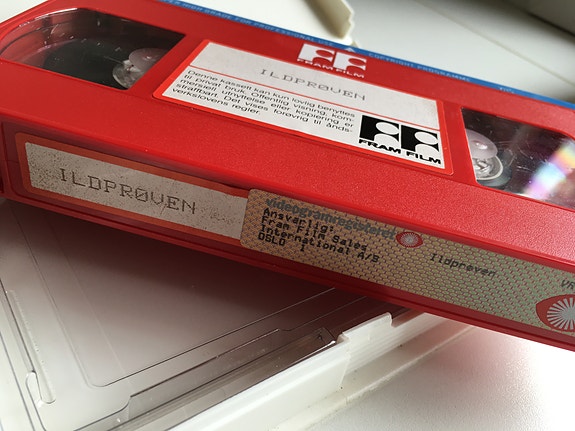 FRAM FILM
ILDPRØVEN
Denne kassett kan kun lovlig benyttes
til privat bruk. Offentlig visning, kom-
mersiell utnyttelse eller kopiering er
straffbart. Det vises forøvrig til ånds-
verkslovens regler.
FRAM FILM
ILDPRØVEN
videogramregisteret
Ansvarlig:
Fram Film Sales
International A/S
OSLO 1
Ildprøven